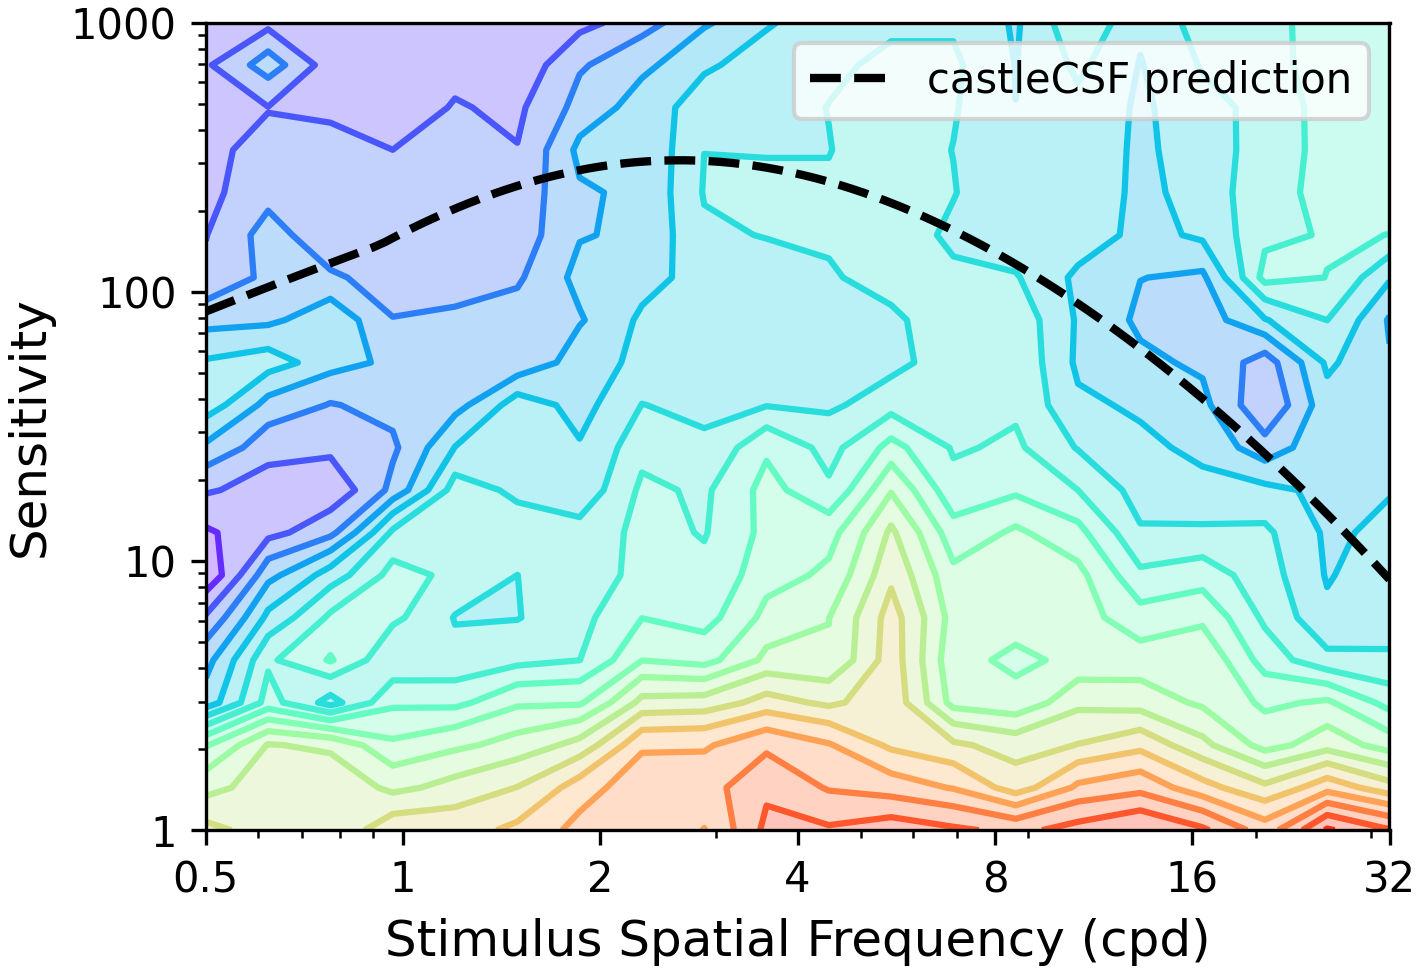 1000
castleCSF prediction
100
Sensitivity
10
1
0.5 1 2 4 8 16 32
Stimulus Spatial Frequency (cpd)